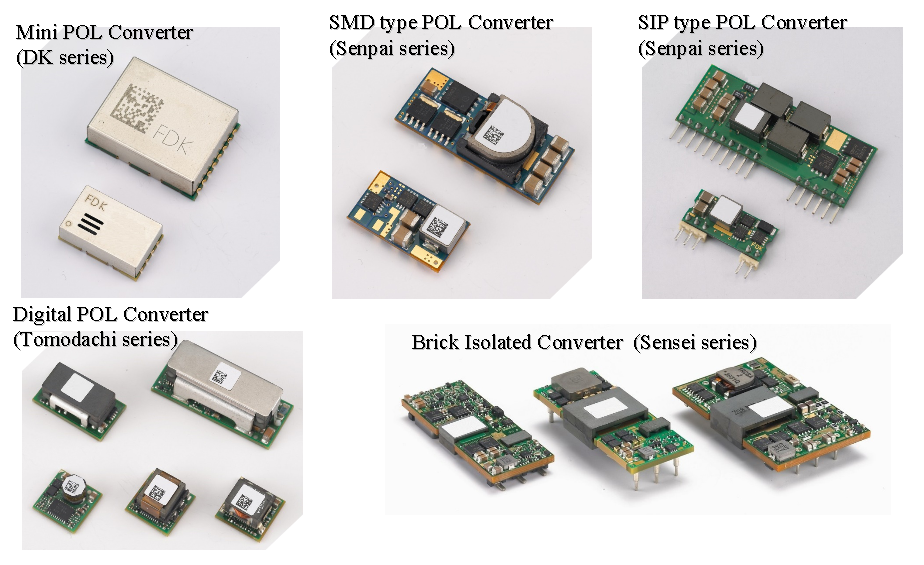 Mini POL Converter
(DK series)
SMD type POL Converter
(Senpai series)
SIP type POL Converter
(Senpai series)
FDK
FDK
Digital POL Converter
(Tomodachi series)
Brick Isolated Converter (Sensei series)